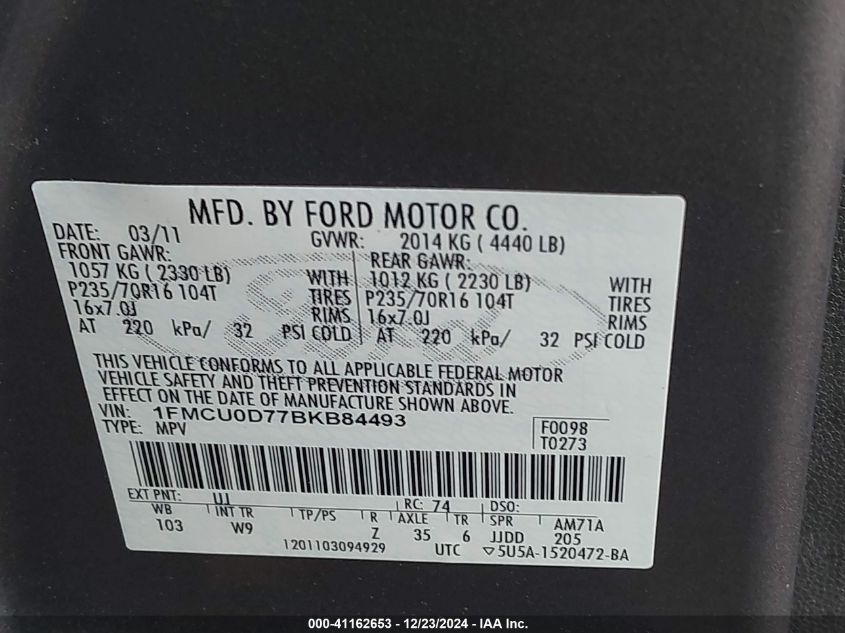 MFD. BY FORD MOTOR CO.
DATE: 03/11 GVWR: 2014 KG ( 4440 LB)
FRONT GAWR: REAR GAWR:
1057 KG ( 2330 LB) WITH 1012 KG ( 2230 LB) WITH
P235/70R16 104T TIRES P235/70R16 104T TIRES
16x7.0J RIMS 16x7.0J RIMS
AT 220 kPa/ 32 PSI COLD AT 220 kPa/ 32 PSI COLD
THIS VEHICLE CONFORMS TO ALL APPLICABLE FEDERAL MOTOR
VEHICLE SAFETY AND THEFT PREVENTION STANDARDS IN
EFFECT ON THE DATE OF MANUFACTURE SHOWN ABOVE.
VIN: 1FMCU0D77BKB84493 F0098
TYPE: MPV T0273
EXT PNT: UJ RC: 74 DSO:
WB INT TR TP/PS R AXLE TR SPR AM71A
103 W9 Z 35 6 JJDD 205
1201103094929 UTC ▽5U5A-1520472-BA
000-41162653 - 12/23/2024 - IAA Inc.